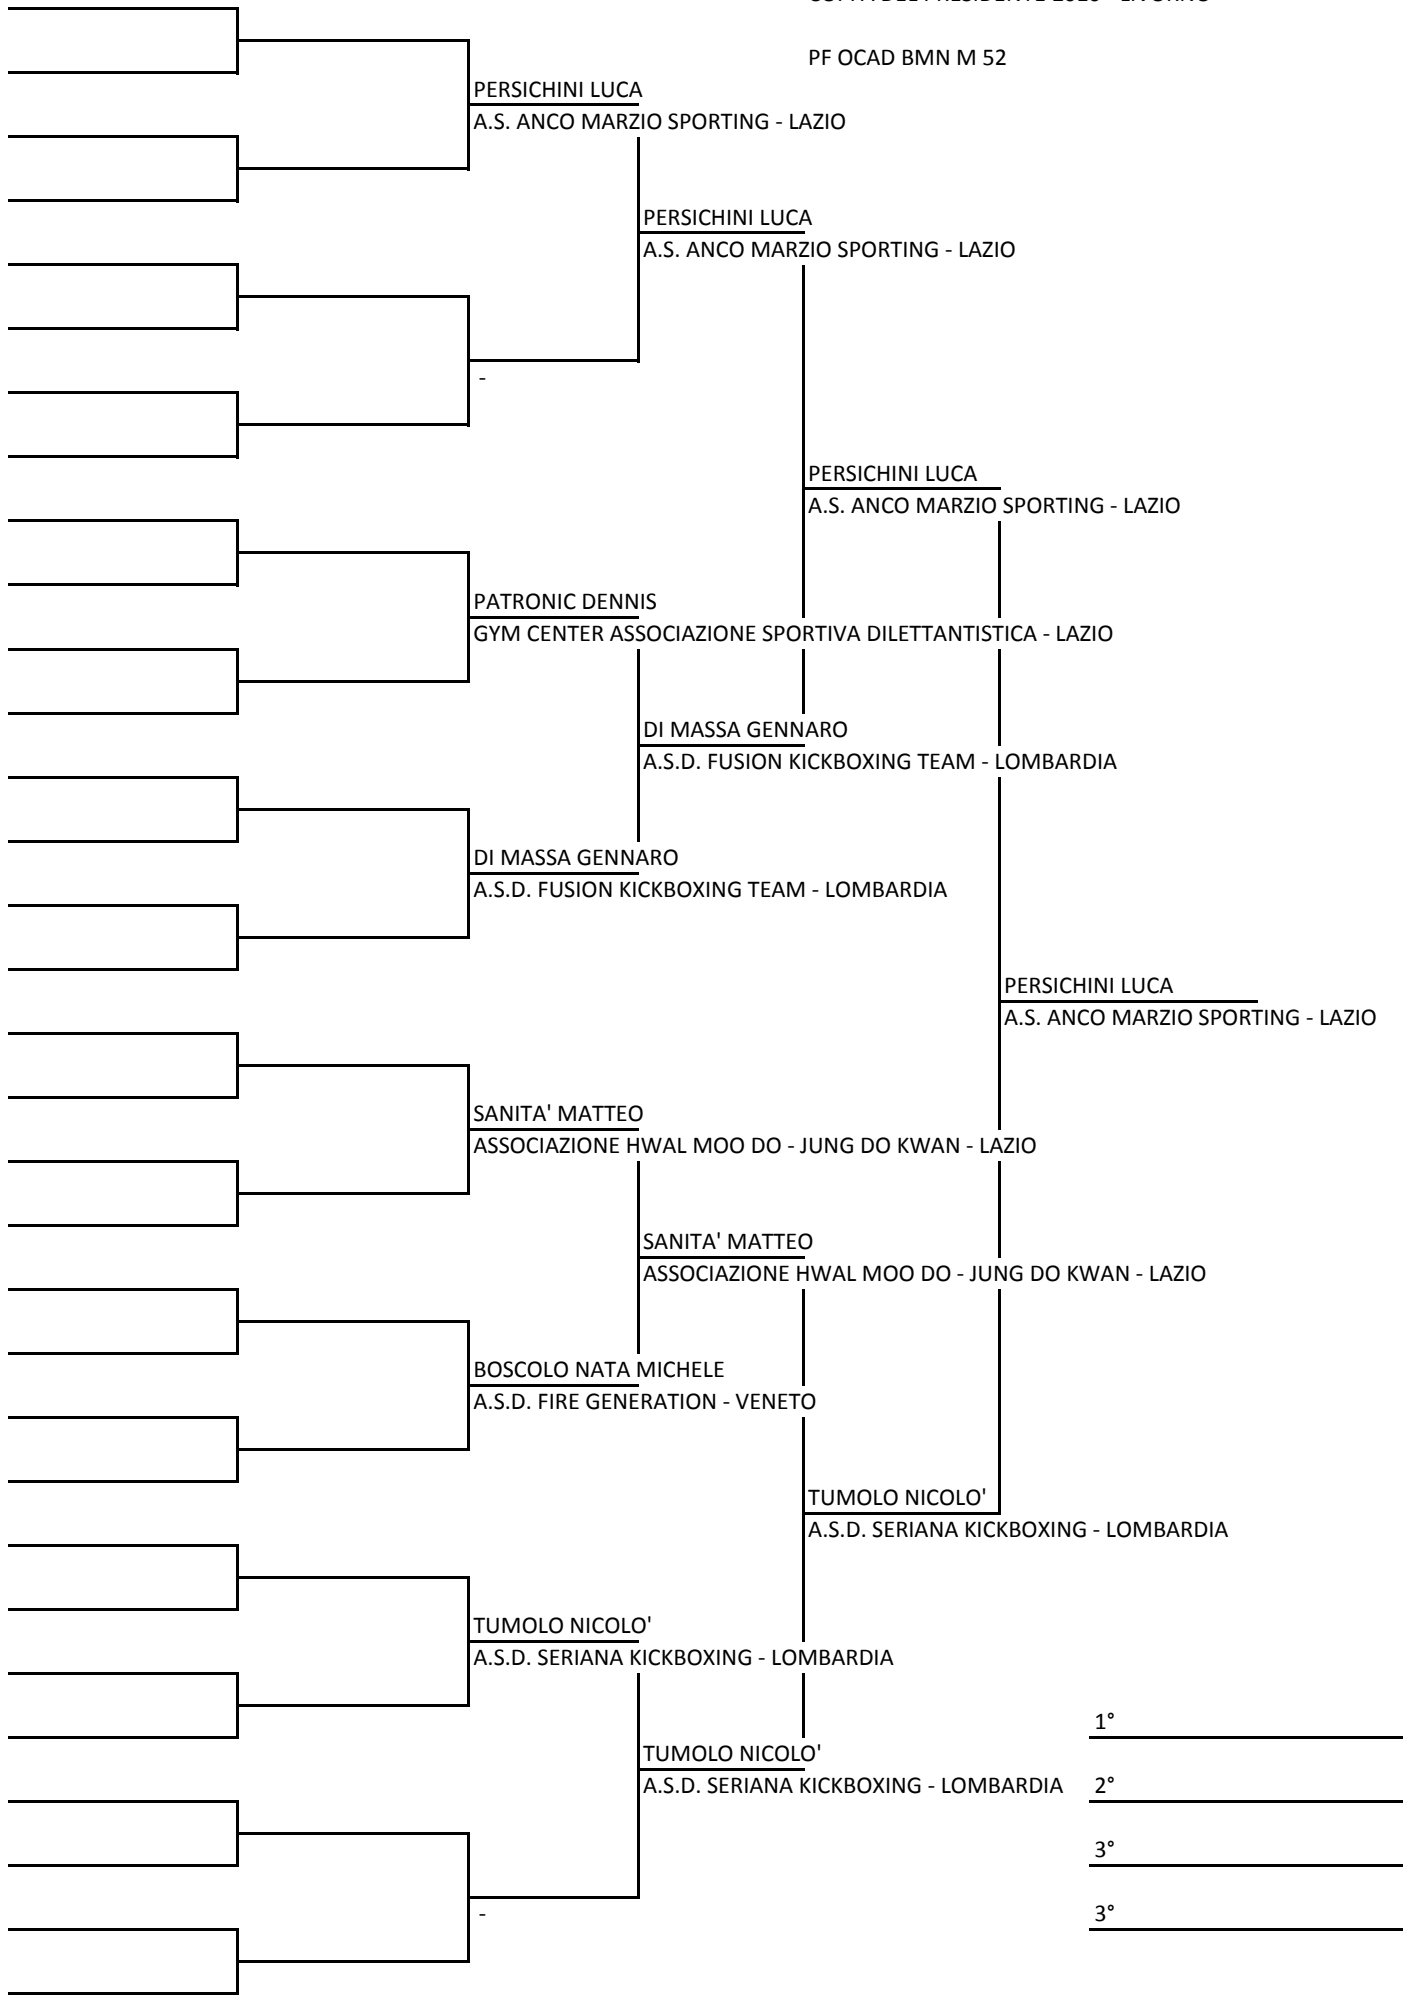 PF OCAD BMN M 52
PERSICHINI LUCA
A.S. ANCO MARZIO SPORTING - LAZIO
PERSICHINI LUCA
A.S. ANCO MARZIO SPORTING - LAZIO
-
PERSICHINI LUCA
A.S. ANCO MARZIO SPORTING - LAZIO
PATRONIC DENNIS
GYM CENTER ASSOCIAZIONE SPORTIVA DILETTANTISTICA - LAZIO
DI MASSA GENNARO
A.S.D. FUSION KICKBOXING TEAM - LOMBARDIA
DI MASSA GENNARO
A.S.D. FUSION KICKBOXING TEAM - LOMBARDIA
PERSICHINI LUCA
A.S. ANCO MARZIO SPORTING - LAZIO
SANITA' MATTEO
ASSOCIAZIONE HWAL MOO DO - JUNG DO KWAN - LAZIO
SANITA' MATTEO
ASSOCIAZIONE HWAL MOO DO - JUNG DO KWAN - LAZIO
BOSCOLO NATA MICHELE
A.S.D. FIRE GENERATION - VENETO
TUMOLO NICOLO'
A.S.D. SERIANA KICKBOXING - LOMBARDIA
TUMOLO NICOLO'
A.S.D. SERIANA KICKBOXING - LOMBARDIA
1°
TUMOLO NICOLO'
A.S.D. SERIANA KICKBOXING - LOMBARDIA
2°
3°
-
3°